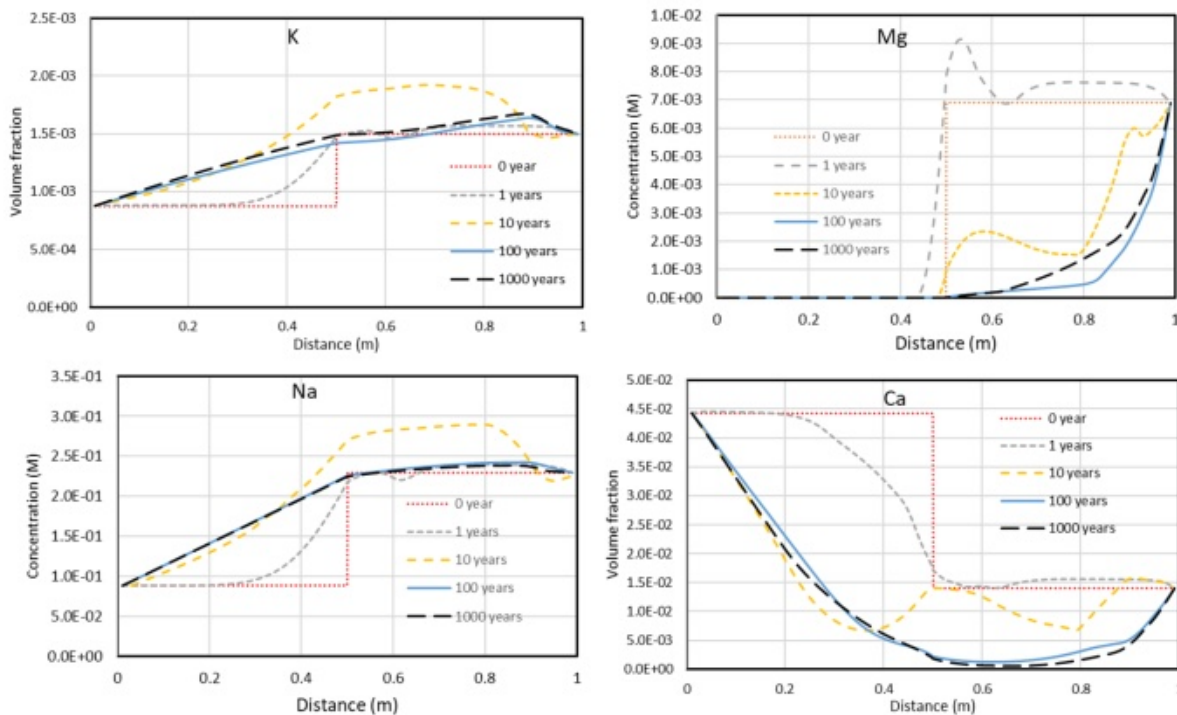 K
Volume fraction
2.5E-03
2.0E-03
1.5E-03
1.0E-03
5.0E-04
0.0E+00
0 year
1 years
10 years
100 years
1000 years
0 0.2 0.4 0.6 0.8 1
Distance (m)
Mg
Concentration (M)
1.0E-02
9.0E-03
8.0E-03
7.0E-03
6.0E-03
5.0E-03
4.0E-03
3.0E-03
2.0E-03
1.0E-03
0.0E+00
0 year
1 years
10 years
100 years
1000 years
0 0.2 0.4 0.6 0.8 1
Distance (m)
Na
Concentration (M)
3.5E-01
3.0E-01
2.5E-01
2.0E-01
1.5E-01
1.0E-01
5.0E-02
0.0E+00
0 year
1 years
10 years
100 years
1000 years
0 0.2 0.4 0.6 0.8 1
Distance (m)
Ca
Volume fraction
5.0E-02
4.5E-02
4.0E-02
3.5E-02
3.0E-02
2.5E-02
2.0E-02
1.5E-02
1.0E-02
5.0E-03
0.0E+00
0 year
1 years
10 years
100 years
1000 years
0 0.2 0.4 0.6 0.8 1
Distance (m)